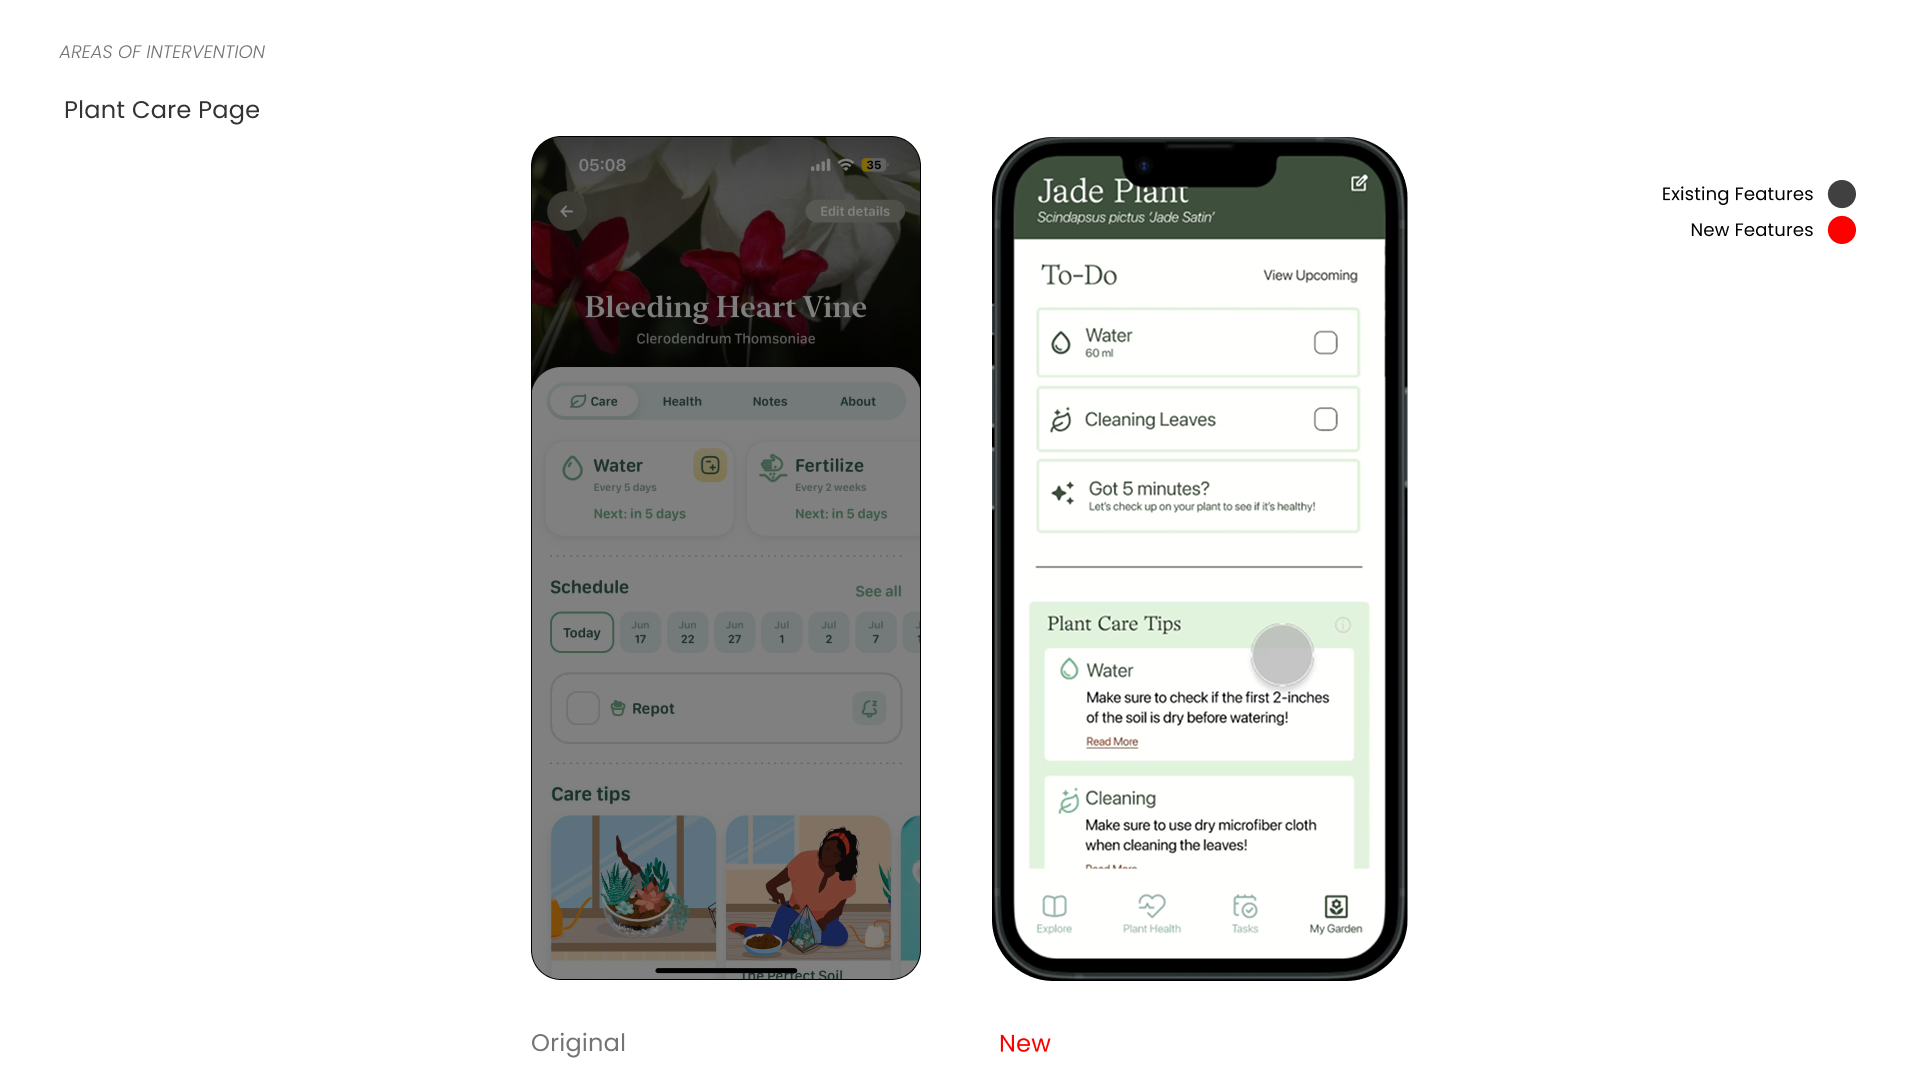 AREAS OF INTERVENTION
Plant Care Page
05:08
35
Edit details
Bleeding Heart Vine
Clerodendrum Thomsoniae
Care Health Notes About
Water
Every 5 days
Next: in 5 days
Fertilize
Every 2 weeks
Next: in 5 days
Schedule See all
Today
Jun 17
Jun 22
Jun 27
Jul 1
Jul 2
Jul 7
Repot
Care tips
The Perfect Soil
Original
Jade Plant
Scindapsus pictus ‘Jade Satin’
To-Do View Upcoming
Water
60 ml
Cleaning Leaves
Got 5 minutes?
Let's check up on your plant to see if it's healthy!
Plant Care Tips
Water
Make sure to check if the first 2-inches
of the soil is dry before watering!
Read More
Cleaning
Make sure to use dry microfiber cloth
when cleaning the leaves!
Read More
Explore Plant Health Tasks My Garden
New
Existing Features
New Features